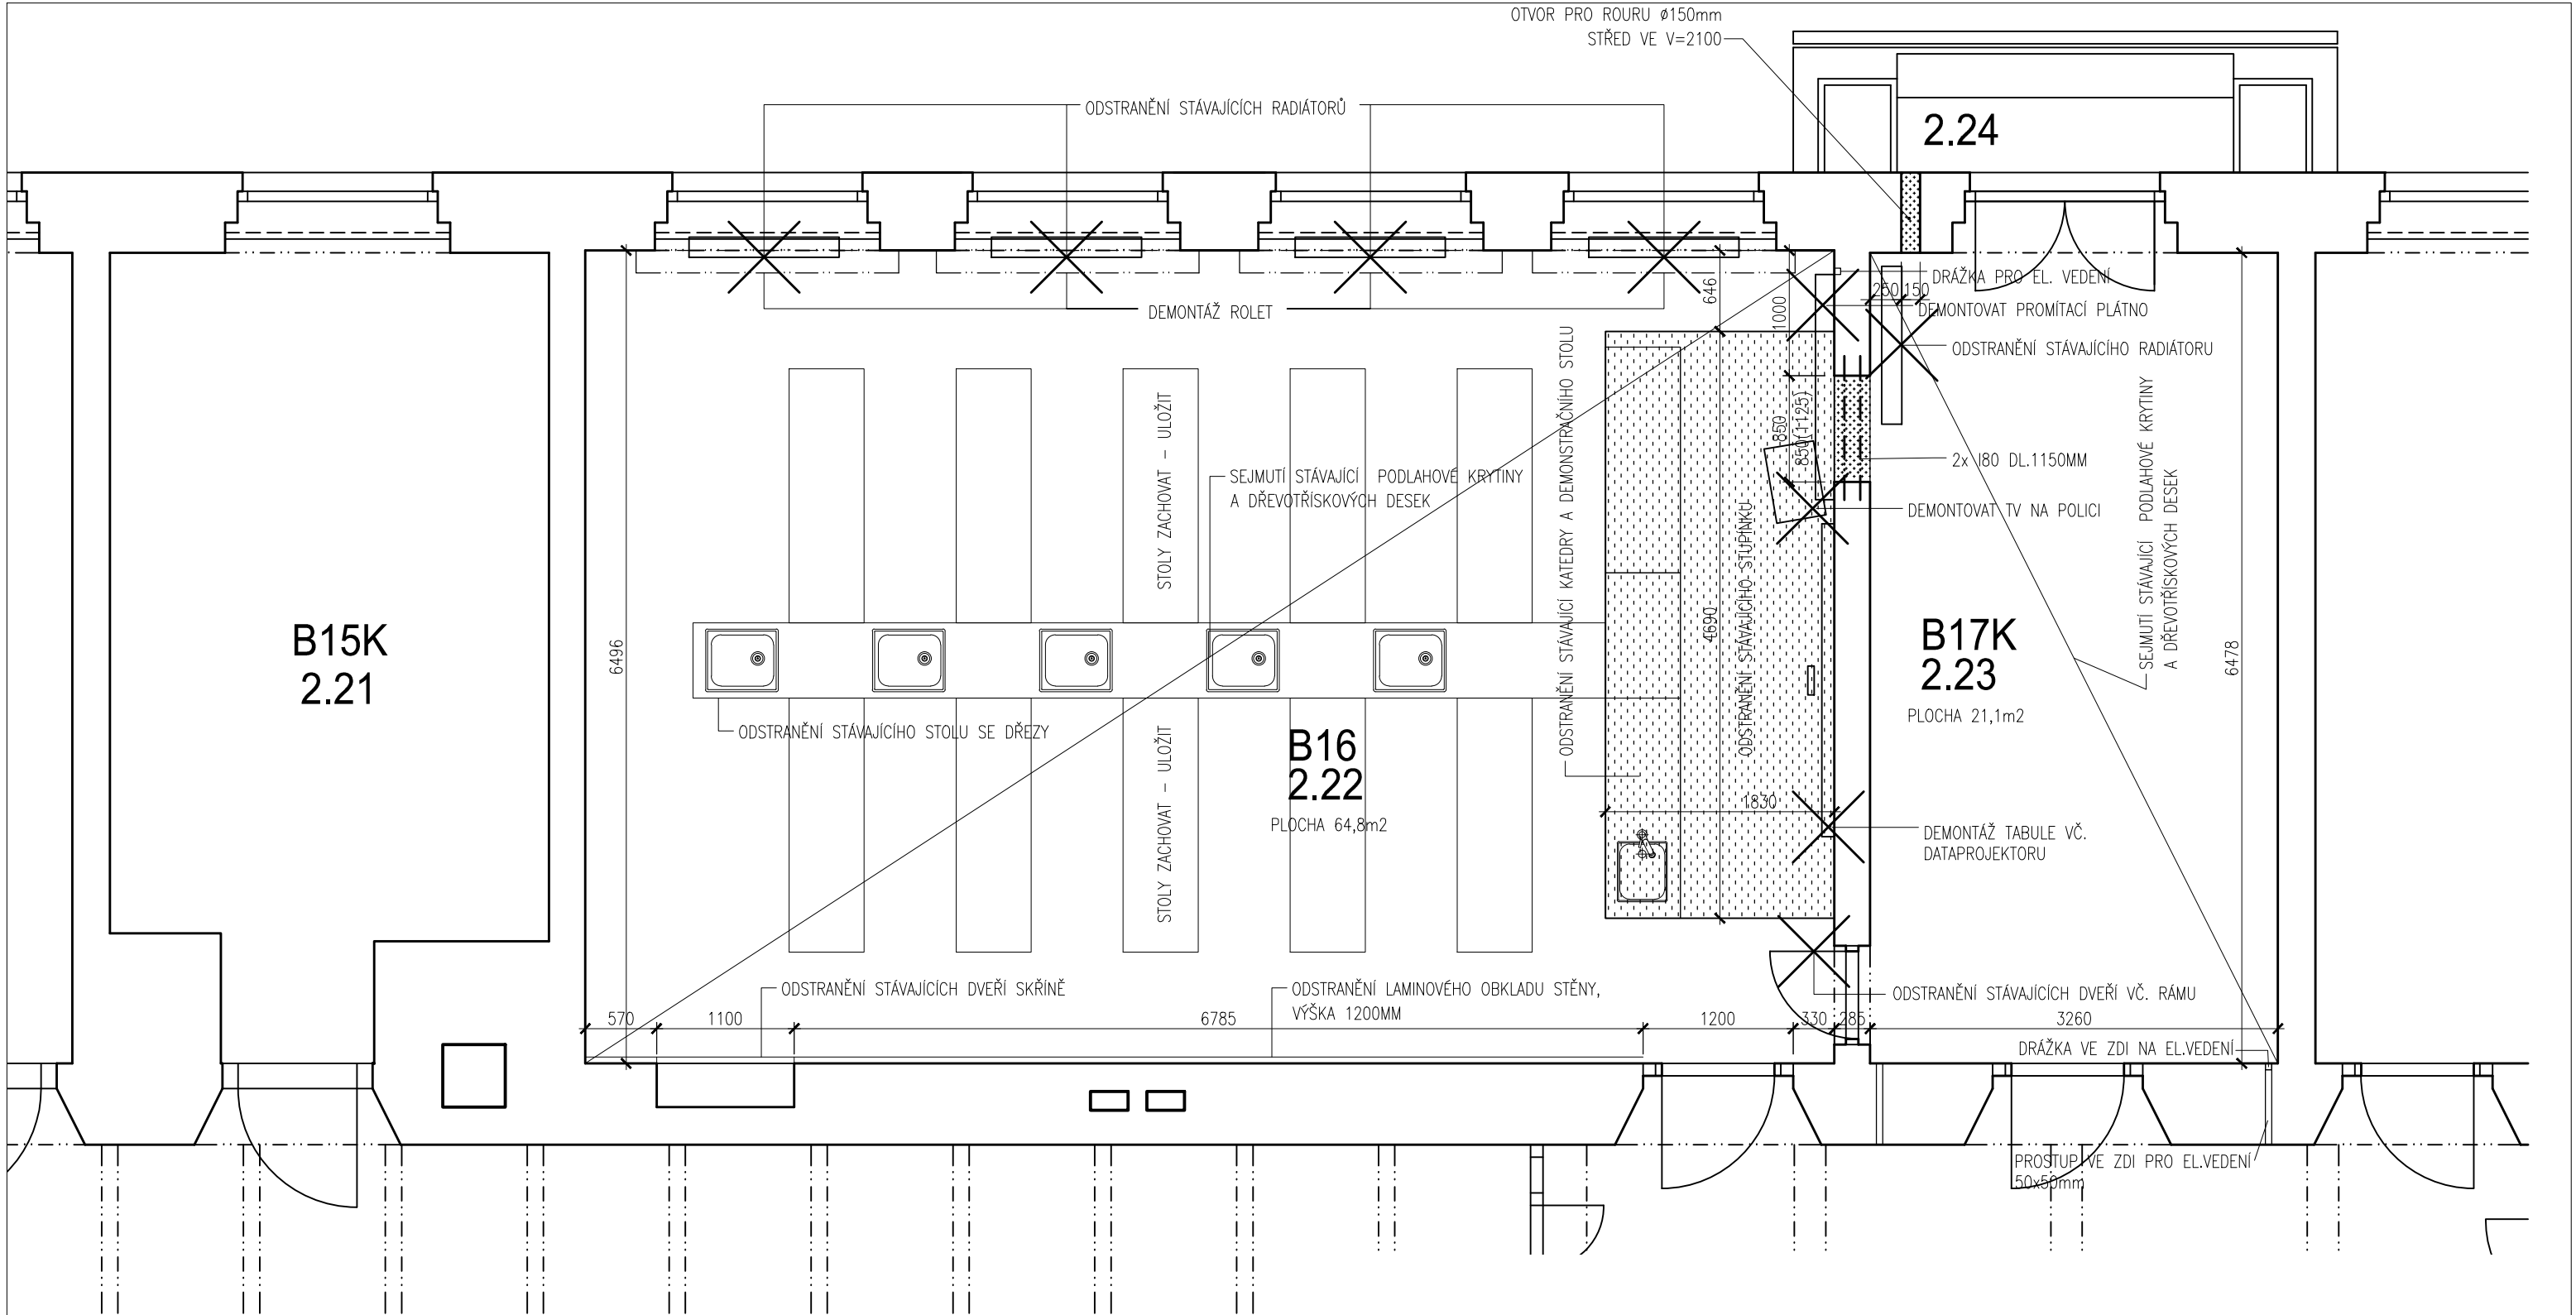 OTVOR PRO ROURU ø150mm
STŘED VE V=2100
ODSTRANĚNÍ STÁVAJÍCÍCH RADIÁTORŮ
2.24
DEMONTÁŽ ROLET
DRÁŽKA PRO EL. VEDENÍ
250
150
DEMONTOVAT PROMÍTACÍ PLÁTNO
ODSTRANĚNÍ STÁVAJÍCÍHO RADIÁTORU
646
1000
850
850(1125)
2x I80 DL.1150MM
DEMONTOVAT TV NA POLICI
SEJMUTÍ STÁVAJÍCÍ PODLAHOVÉ KRYTINY
A DŘEVOTŘÍSKOVÝCH DESEK
STOLY ZACHOVAT - ULOŽIT
SEJMUTÍ STÁVAJÍCÍ PODLAHOVÉ KRYTINY
A DŘEVOTŘÍSKOVÝCH DESEK
ODSTRANĚNÍ STÁVAJÍCÍ KATEDRY A DEMONSTRAČNÍHO STOLU
ODSTRANĚNÍ STÁVAJÍCÍHO STUPÍNKU
4690
6496
6478
B15K
2.21
B17K
2.23
PLOCHA 21,1m2
ODSTRANĚNÍ STÁVAJÍCÍHO STOLU SE DŘEZY
B16
2.22
PLOCHA 64,8m2
STOLY ZACHOVAT - ULOŽIT
1830
DEMONTÁŽ TABULE VČ.
DATAPROJEKTORU
ODSTRANĚNÍ STÁVAJÍCÍCH DVEŘÍ SKŘÍNĚ
ODSTRANĚNÍ LAMINOVÉHO OBKLADU STĚNY,
VÝŠKA 1200MM
ODSTRANĚNÍ STÁVAJÍCÍCH DVEŘÍ VČ. RÁMU
570
1100
6785
1200
330
285
3260
DRÁŽKA VE ZDI NA EL.VEDENÍ
PROSTUP VE ZDI PRO EL.VEDENÍ
50x50mm